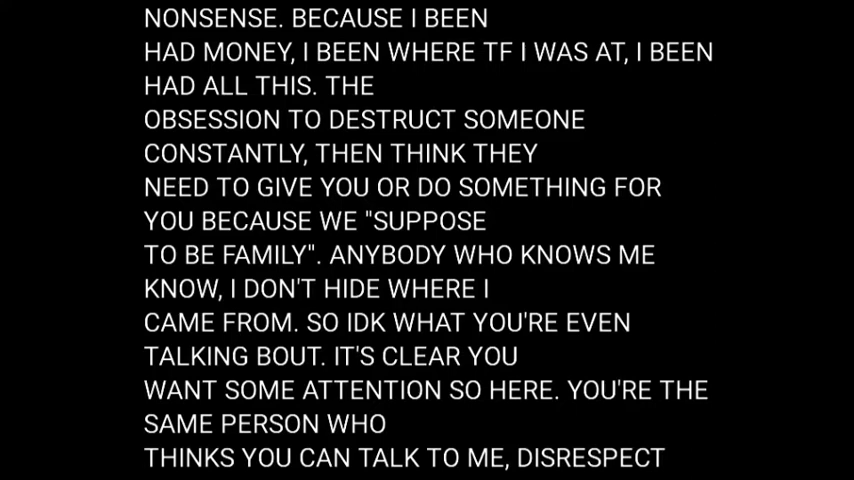 NONSENSE. BECAUSE I BEEN
HAD MONEY, I BEEN WHERE TF I WAS AT, I BEEN
HAD ALL THIS. THE
OBSESSION TO DESTRUCT SOMEONE
CONSTANTLY, THEN THINK THEY
NEED TO GIVE YOU OR DO SOMETHING FOR
YOU BECAUSE WE "SUPPOSE
TO BE FAMILY". ANYBODY WHO KNOWS ME
KNOW, I DON'T HIDE WHERE I
CAME FROM. SO IDK WHAT YOU'RE EVEN
TALKING BOUT. IT'S CLEAR YOU
WANT SOME ATTENTION SO HERE. YOU'RE THE
SAME PERSON WHO
THINKS YOU CAN TALK TO ME, DISRESPECT